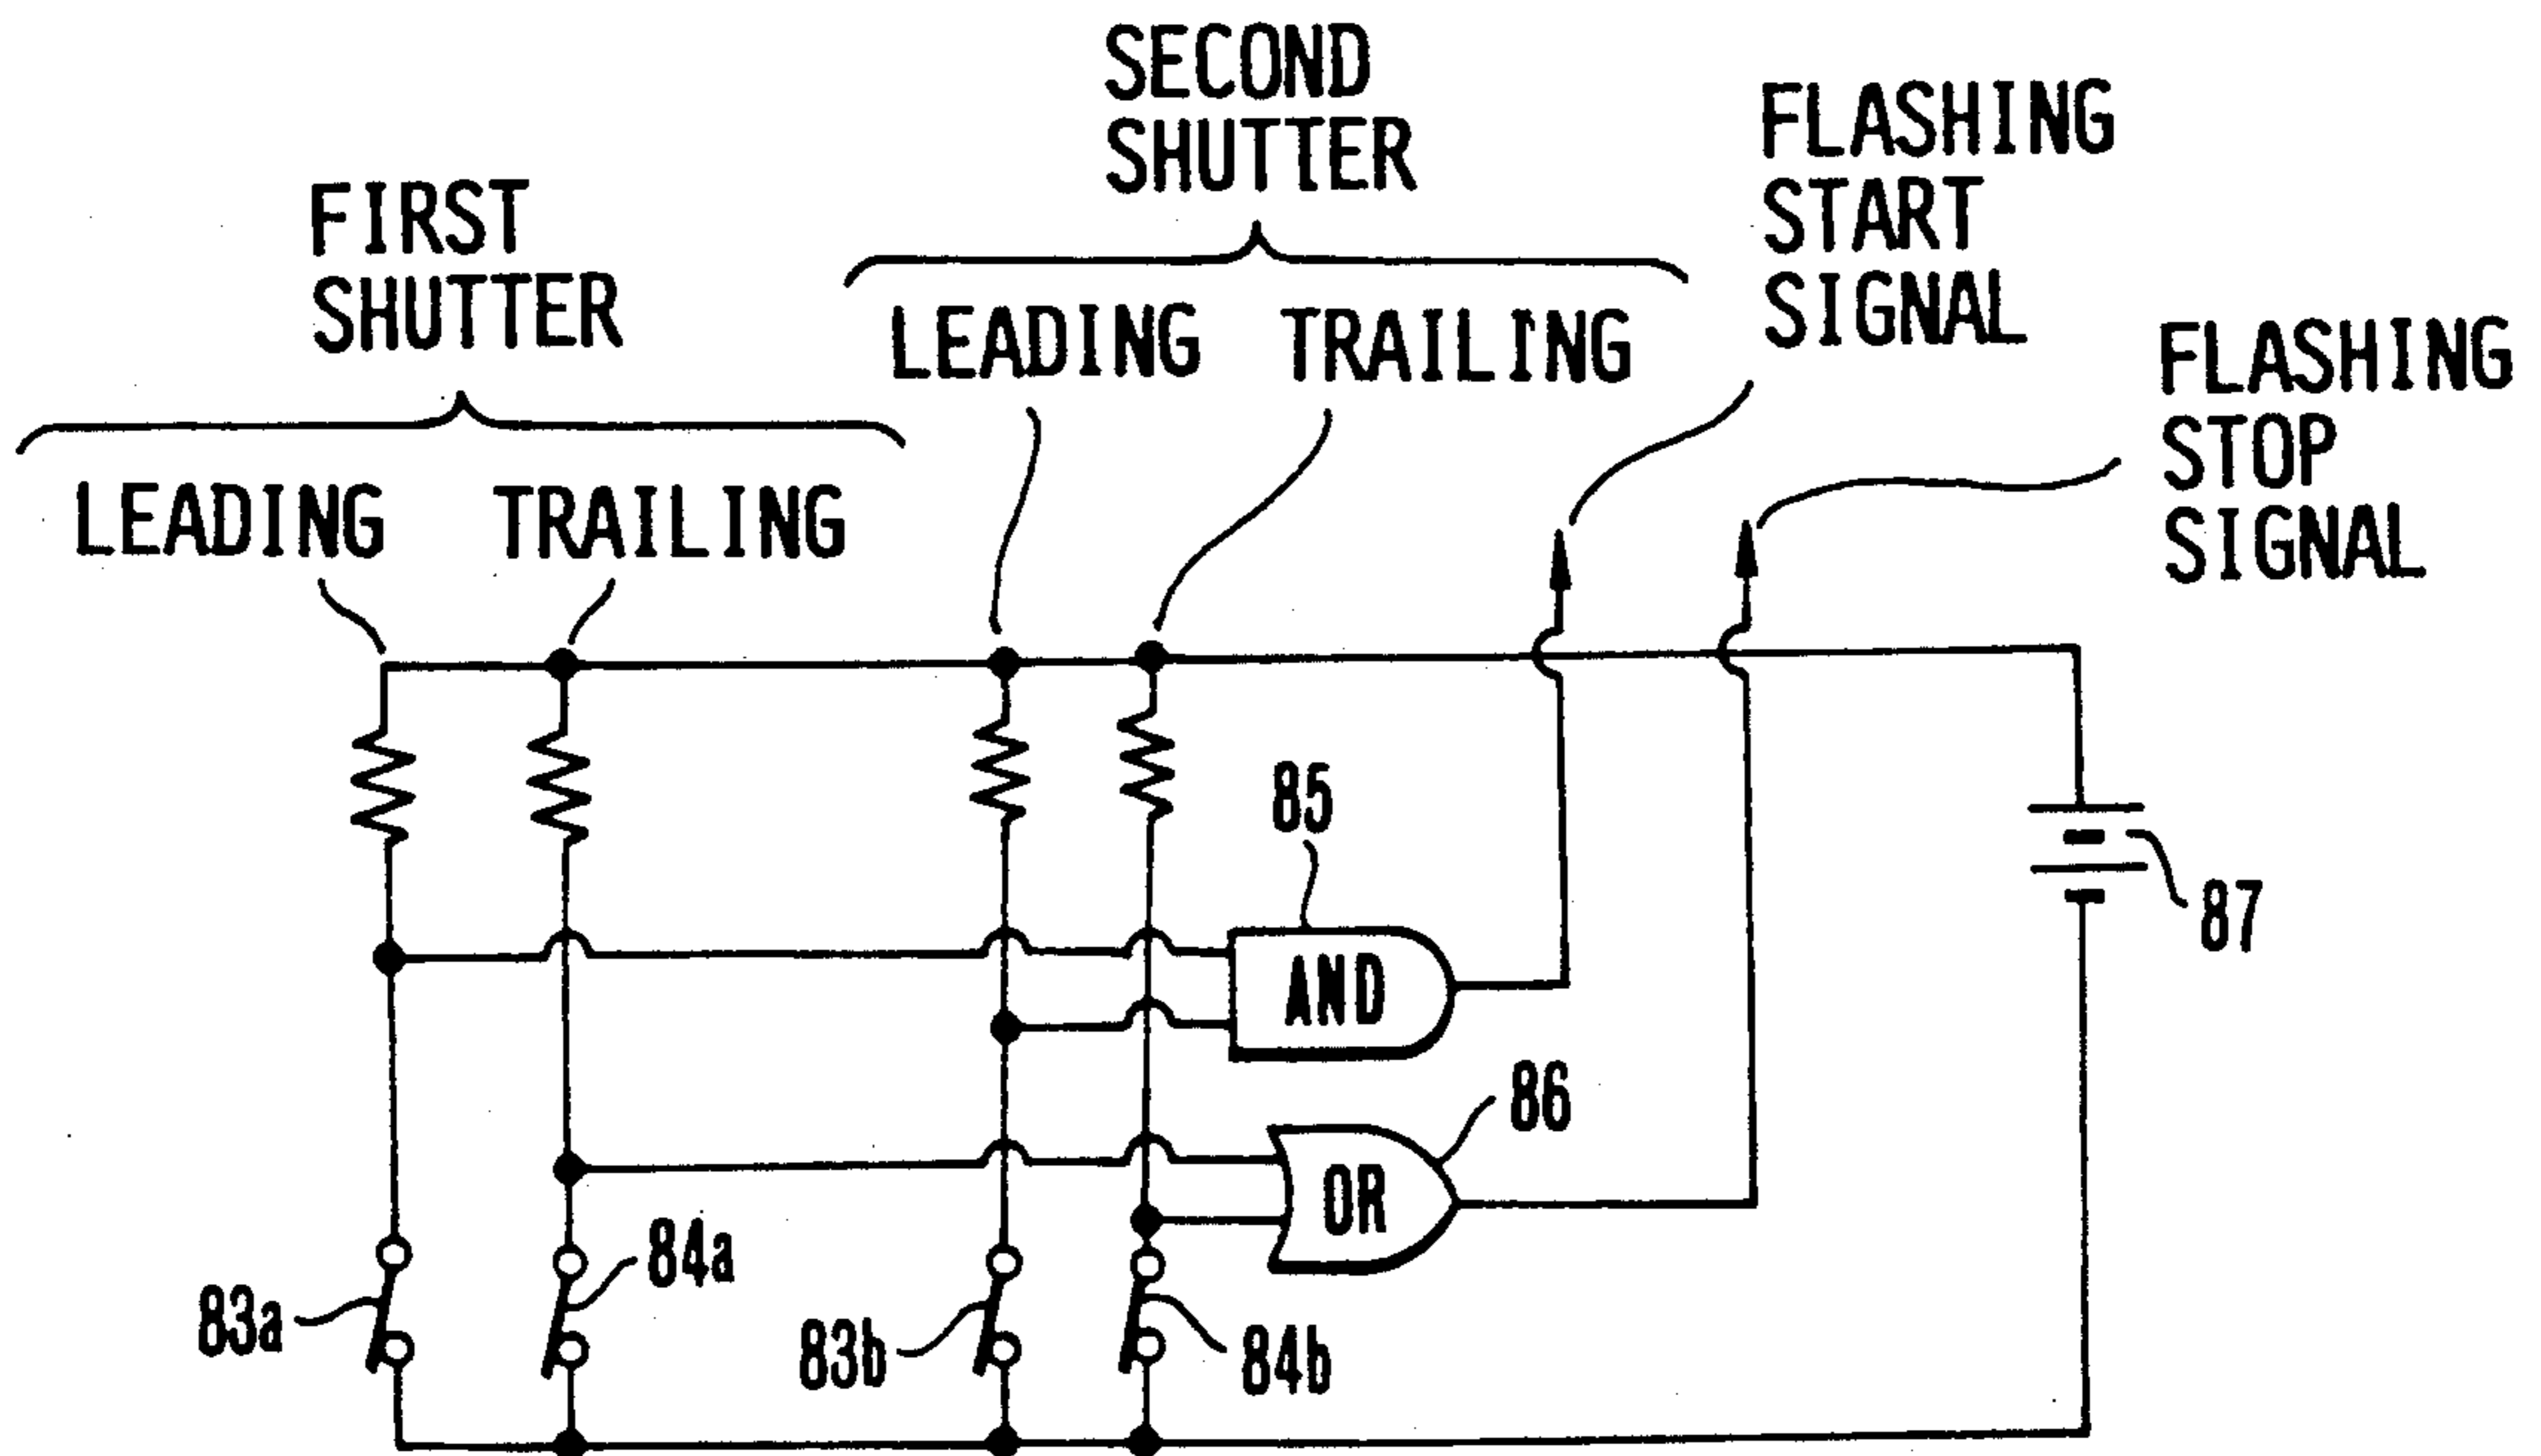 SECOND
SHUTTER
FLASHING
START
SIGNAL
FIRST
SHUTTER
LEADING TRAILING
FLASHING
STOP
SIGNAL
LEADING TRAILING
85
87
AND
86
OR
84a
83a
83b
84b